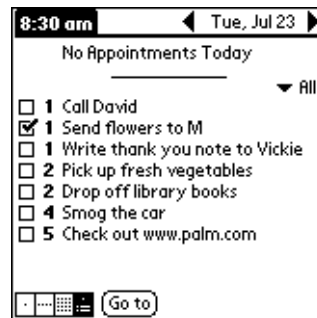 8:30 am Tue, Jul 23
No Appointments Today
All
1 Call David
1 Send flowers to M
1 Write thank you note to Vickie
2 Pick up fresh vegetables
2 Drop off library books
4 Smog the car
5 Check out www.palm.com
Go to